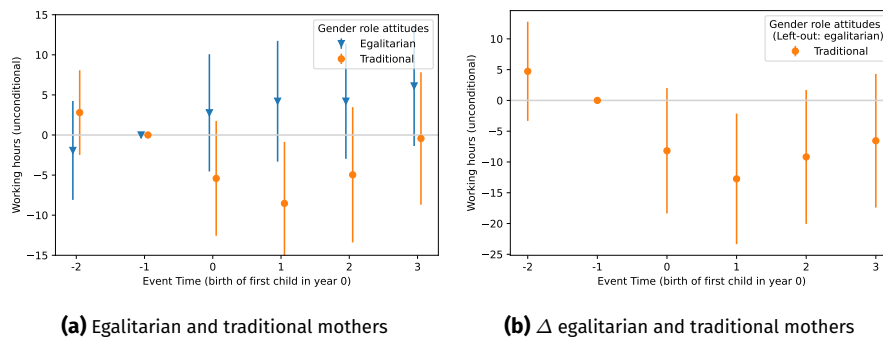 Gender role attitudes
Egalitarian
Traditional
10
5
0
−5
−10
−15
15
Working hours (unconditional)
-2
-1
0
1
2
3
Event Time (birth of first child in year 0)
(a) Egalitarian and traditional mothers
Gender role attitudes
(Left-out: egalitarian)
Traditional
10
5
0
−5
−10
−15
−20
−25
Working hours (unconditional)
-2
-1
0
1
2
3
Event Time (birth of first child in year 0)
(b) Δ egalitarian and traditional mothers